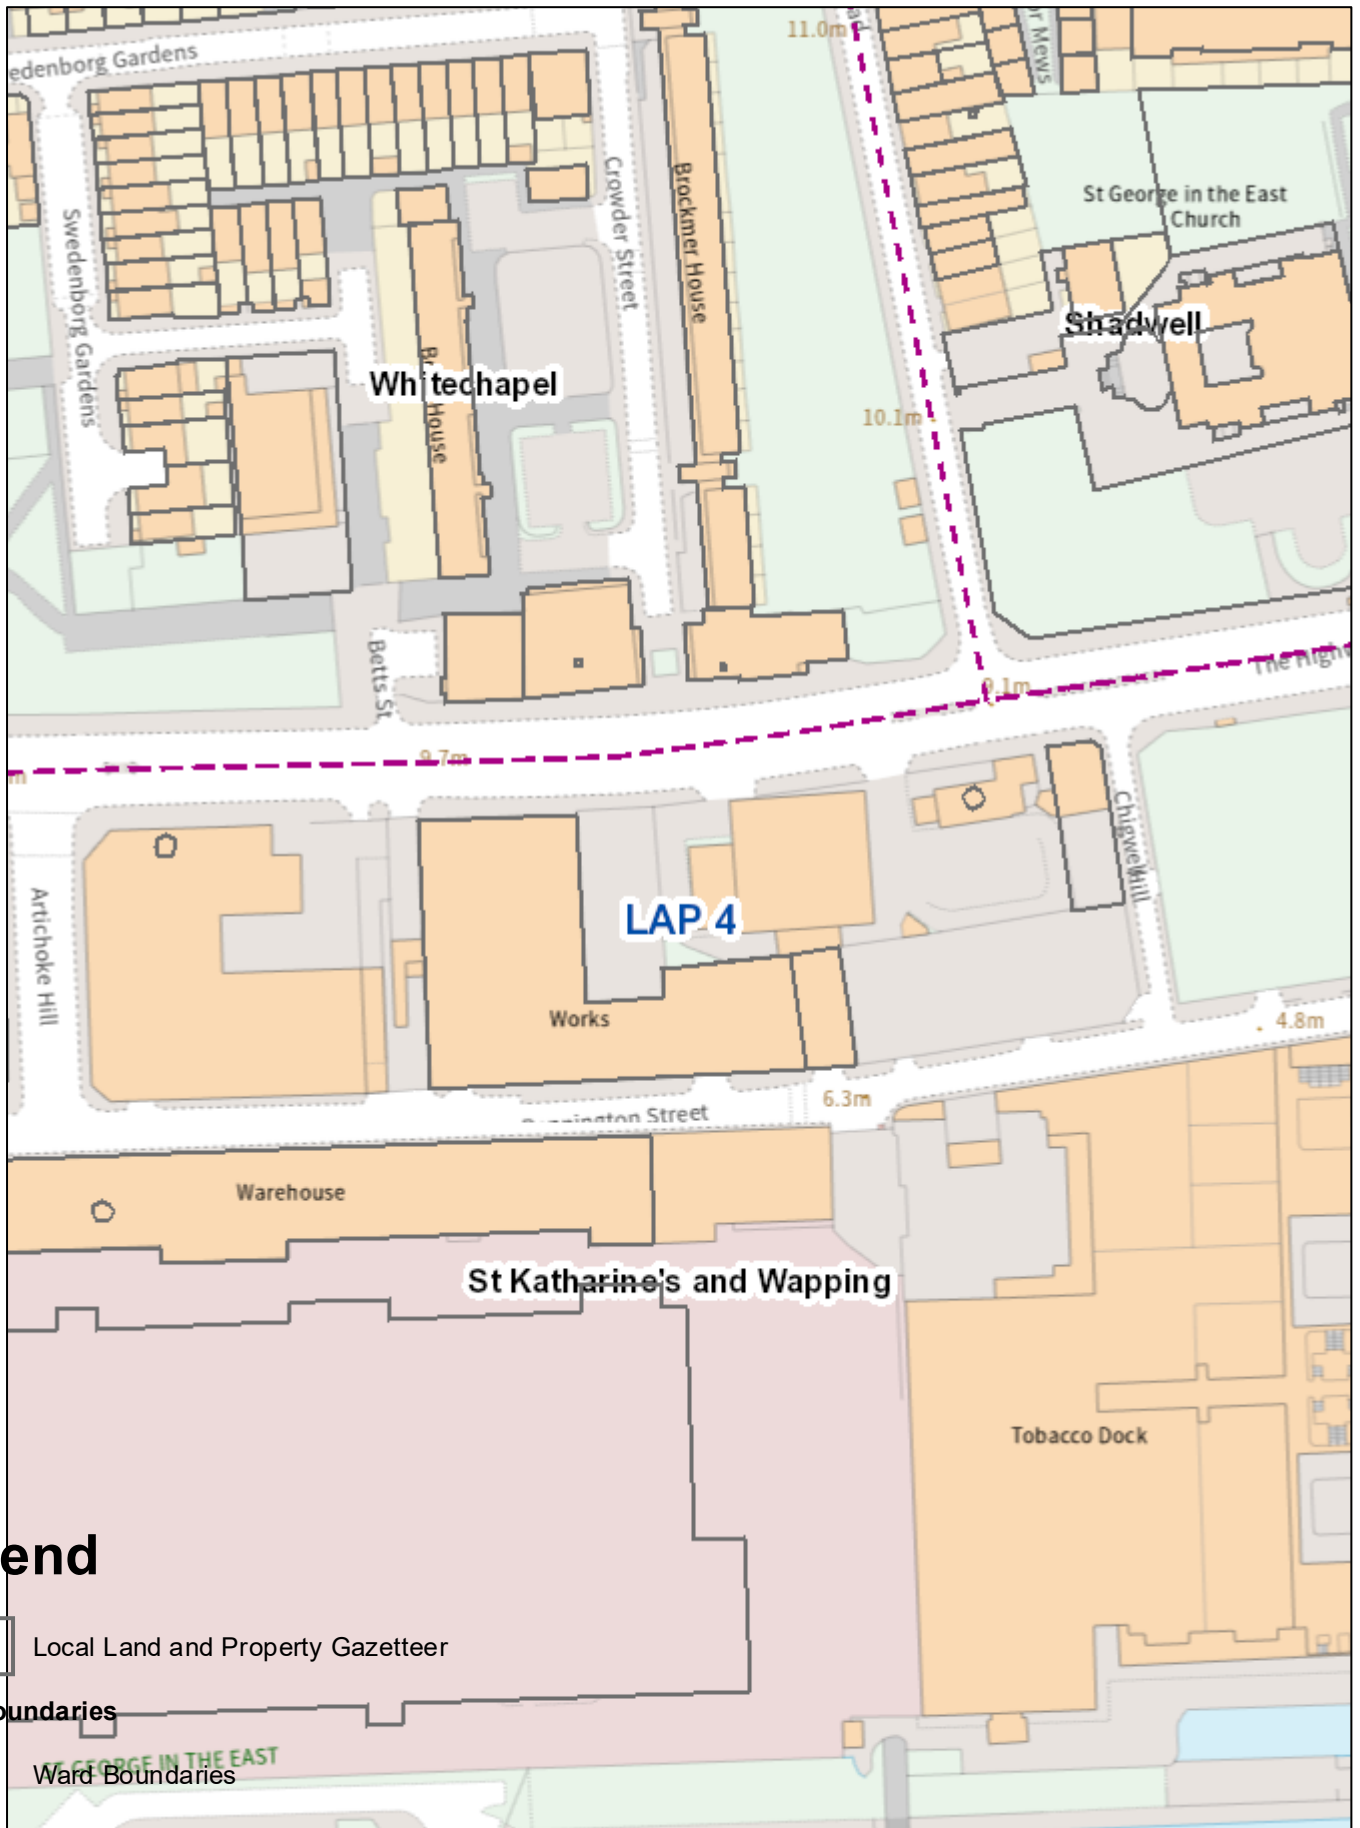 edenborg Gardens
11.0m
Swedenborg Gardens
Crowder Street
Brockmer House
St George in the East
Church
Shadwell
Whitechapel
House
10.1m
Betts St
The High
9.1m
9.7m
m
Chigwell Hill
Artichoke Hill
LAP 4
Works
4.8m
6.3m
Street
Warehouse
St Katharine's and Wapping
Tobacco Dock
end
Local Land and Property Gazetteer
oundaries
ST GEORGE IN THE EAST
Ward Boundaries